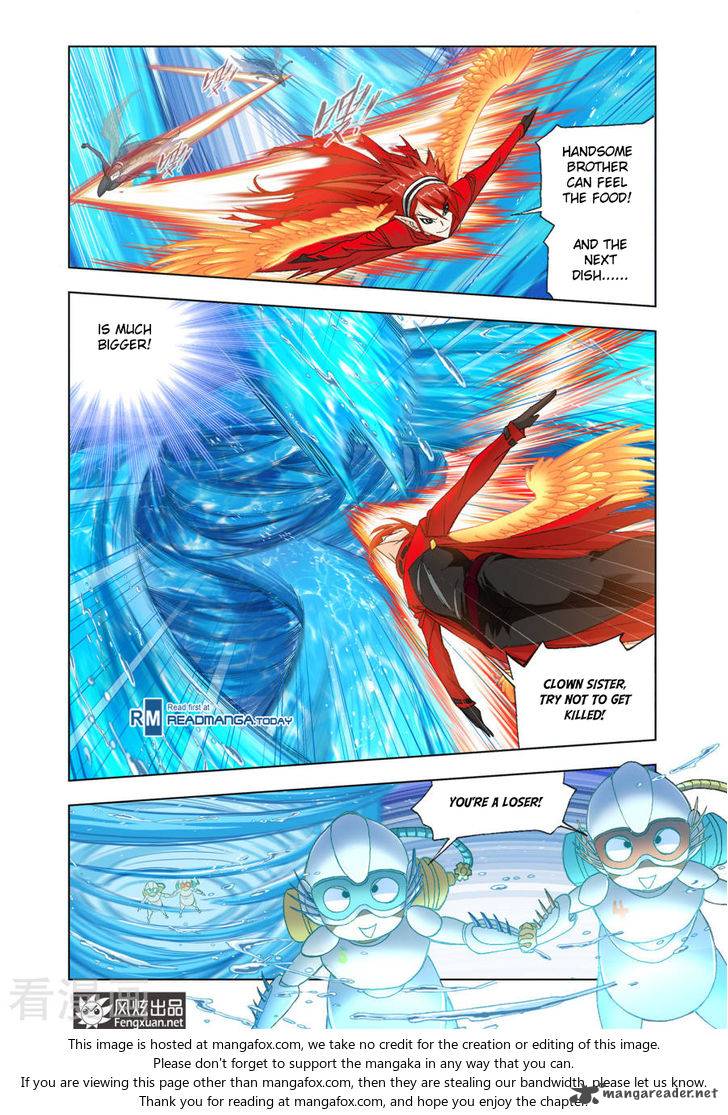 HANDSOME
BROTHER
CAN FEEL
THE FOOD!
AND THE
NEXT
DISH......
IS MUCH
BIGGER!
CLOWN SISTER,
TRY NOT TO GET
KILLED!
RM Read first at
READMANGA.TODAY
YOU'RE A LOSER!
4
看漫画
风炫出品
Fengxuan.net
This image is hosted at mangafox.com, we take no credit for the creation or editing of this image.
Please don't forget to support the mangaka in any way that you can.
If you are viewing this page other than mangafox.com, then they are stealing our bandwidth, please let us know.
Thank you for reading at mangafox.com, and hope you enjoy the chapter.
mangareader.net